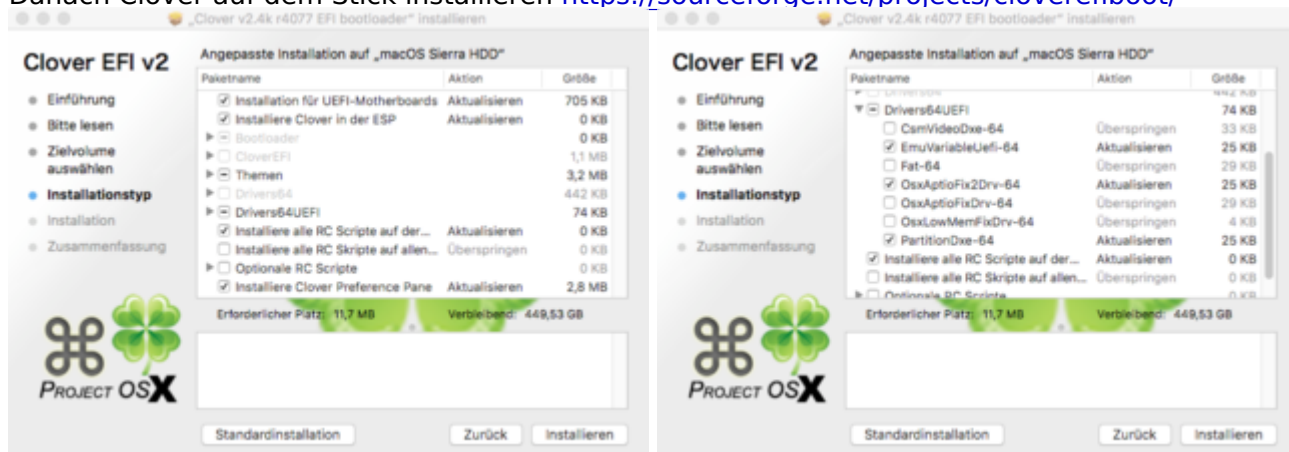 Danach Clover auf dem Stick installieren https://sourceforge.net/projects/cloverefiboot/
„Clover v2.4k r4077 EFI bootloader“ installieren
Clover EFI v2
Einführung
Bitte lesen
Zielvolume
auswählen
Installationstyp
Installation
Zusammenfassung
PROJECT OSX
Angepasste Installation auf „macOS Sierra HDD“
Paketname Aktion Größe
Installation für UEFI-Motherboards Aktualisieren 705 KB
Installiere Clover in der ESP Aktualisieren 0 KB
Bootloader 0 KB
CloverEFI 1,1 MB
Themen 3,2 MB
Drivers64 442 KB
Drivers64UEFI 74 KB
Installiere alle RC Scripte auf der... Aktualisieren 0 KB
Installiere alle RC Skripte auf allen... Überspringen 0 KB
Optionale RC Scripte 0 KB
Installiere Clover Preference Pane Aktualisieren 2,8 MB
Erforderlicher Platz: 11,7 MB Verbleibend: 449,53 GB
Standardinstallation Zurück Installieren
„Clover v2.4k r4077 EFI bootloader“ installieren
Clover EFI v2
Einführung
Bitte lesen
Zielvolume
auswählen
Installationstyp
Installation
Zusammenfassung
PROJECT OSX
Angepasste Installation auf „macOS Sierra HDD“
Paketname Aktion Größe
Drivers64 442 KB
Drivers64UEFI 74 KB
CsmVideoDxe-64 Überspringen 33 KB
EmuVariableUefi-64 Aktualisieren 25 KB
Fat-64 Überspringen 29 KB
OsxAptioFix2Drv-64 Aktualisieren 25 KB
OsxAptioFixDrv-64 Überspringen 29 KB
OsxLowMemFixDrv-64 Überspringen 4 KB
PartitionDxe-64 Aktualisieren 25 KB
Installiere alle RC Scripte auf der... Aktualisieren 0 KB
Installiere alle RC Skripte auf allen... Überspringen 0 KB
Optionale RC Scripte 0 KB
Erforderlicher Platz: 11,7 MB Verbleibend: 449,53 GB
Standardinstallation Zurück Installieren